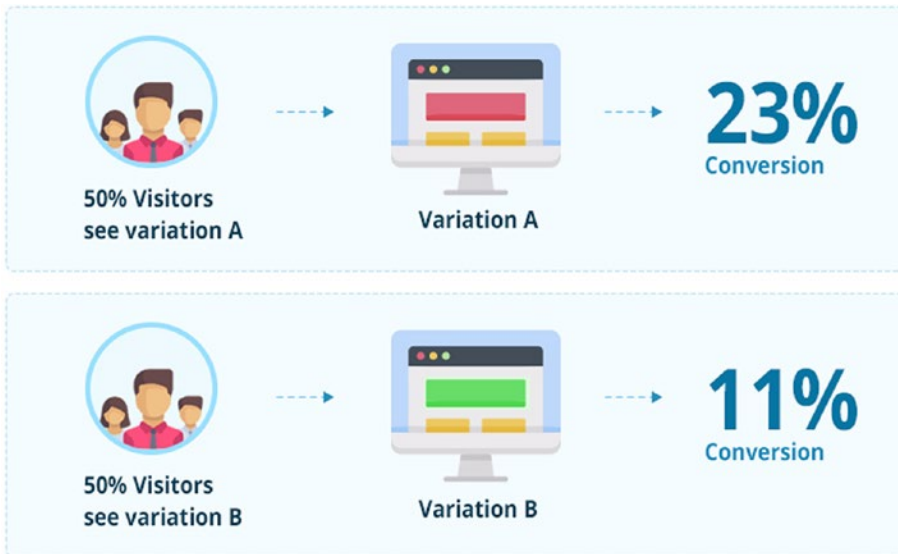 50% Visitors
see variation A
Variation A
23%
Conversion
50% Visitors
see variation B
Variation B
11%
Conversion